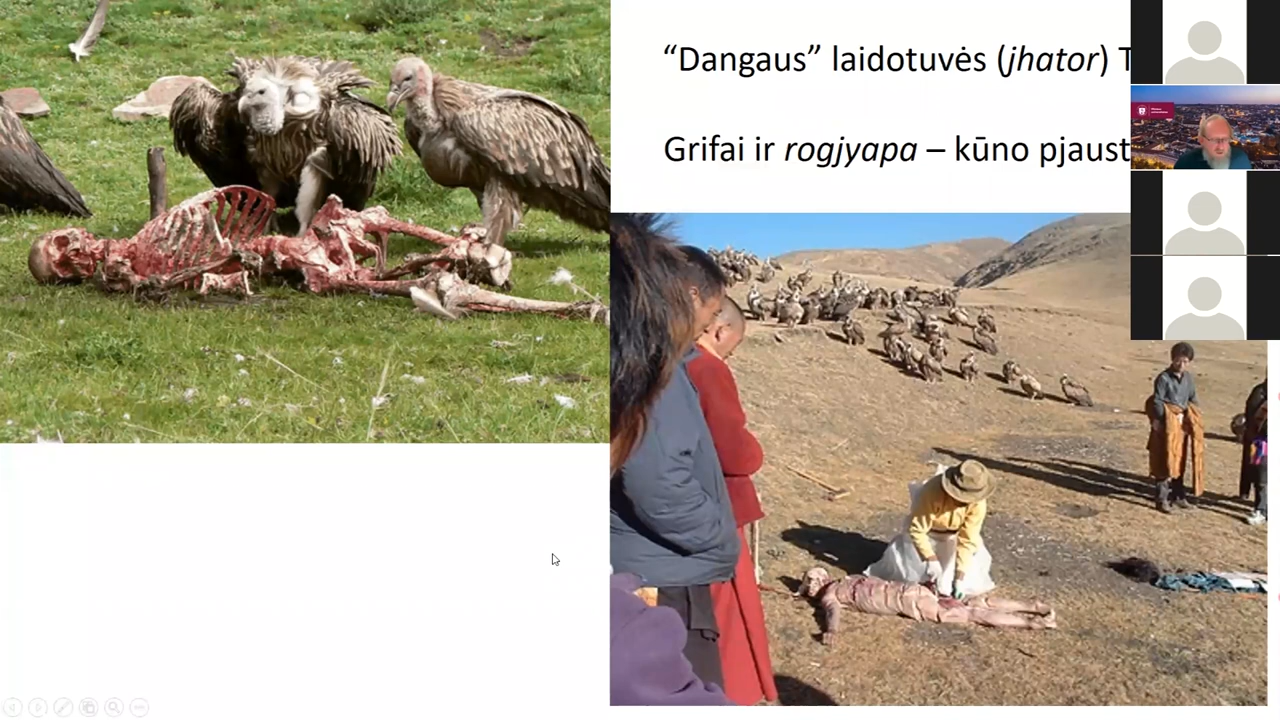 “Dangaus” laidotuvės (jhator) T
Grifai ir rogjyapa – kūno pjaust